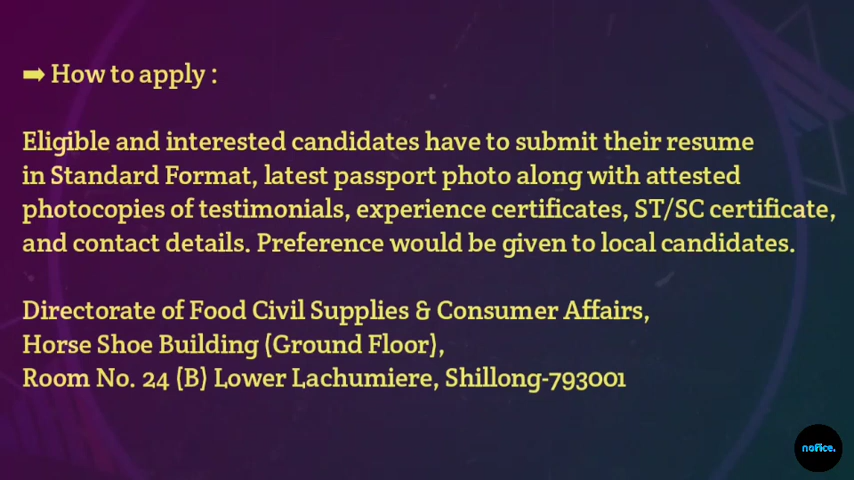 ➡ How to apply :
Eligible and interested candidates have to submit their resume
in Standard Format, latest passport photo along with attested
photocopies of testimonials, experience certificates, ST/SC certificate,
and contact details. Preference would be given to local candidates.
Directorate of Food Civil Supplies & Consumer Affairs,
Horse Shoe Building (Ground Floor),
Room No. 24 (B) Lower Lachumiere, Shillong-793001
nofice.